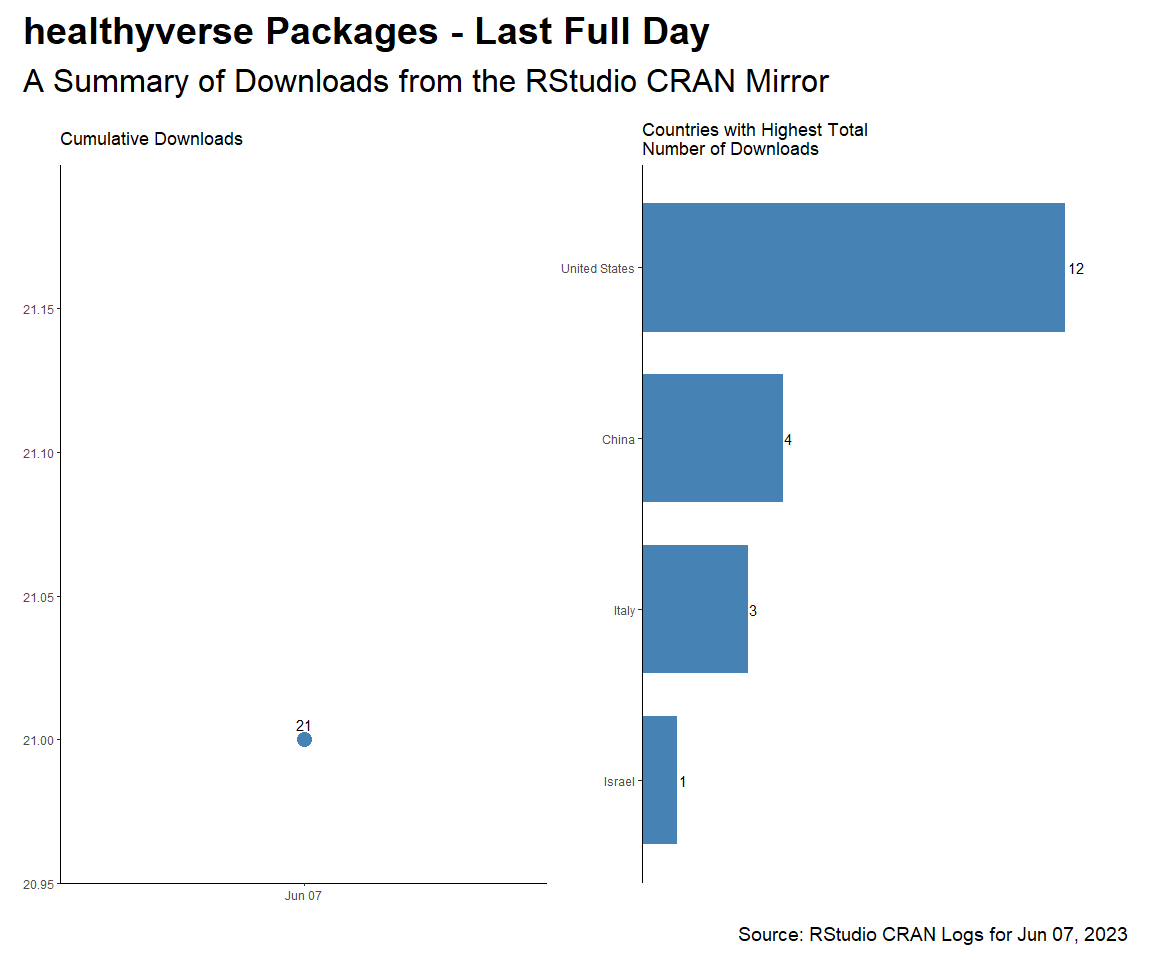 healthyverse Packages - Last Full Day
A Summary of Downloads from the RStudio CRAN Mirror
Cumulative Downloads
21.15
21.10
21.05
21.00
20.95
21
Jun 07
Countries with Highest Total
Number of Downloads
United States
12
China
4
Italy
3
Israel
1
Source: RStudio CRAN Logs for Jun 07, 2023